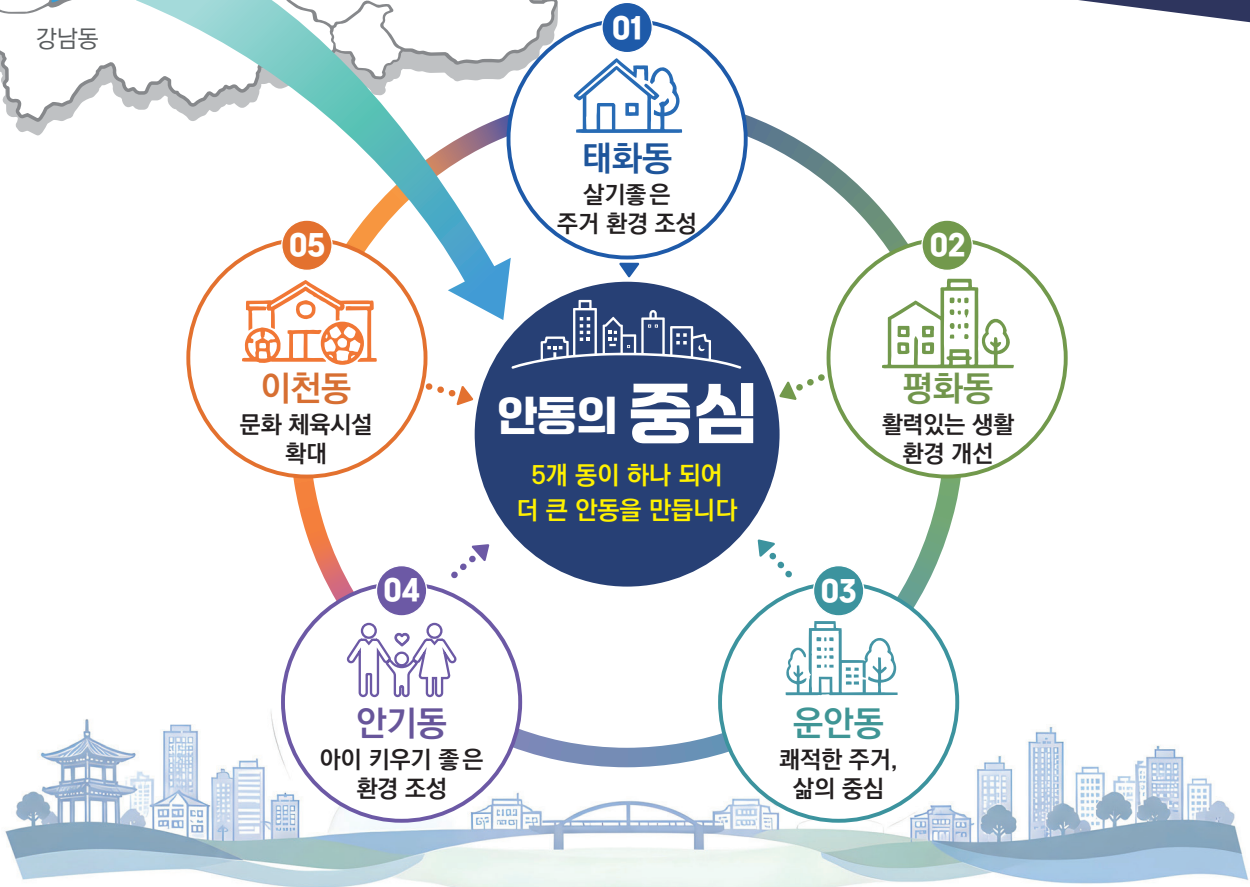 강남동
01
태화동
살기좋은
주거 환경 조성
02
평화동
활력있는 생활
환경 개선
03
운안동
쾌적한 주거,
삶의 중심
04
안기동
아이 키우기 좋은
환경 조성
05
이천동
문화 체육시설
확대
안동의 중심
5개 동이 하나 되어
더 큰 안동을 만듭니다